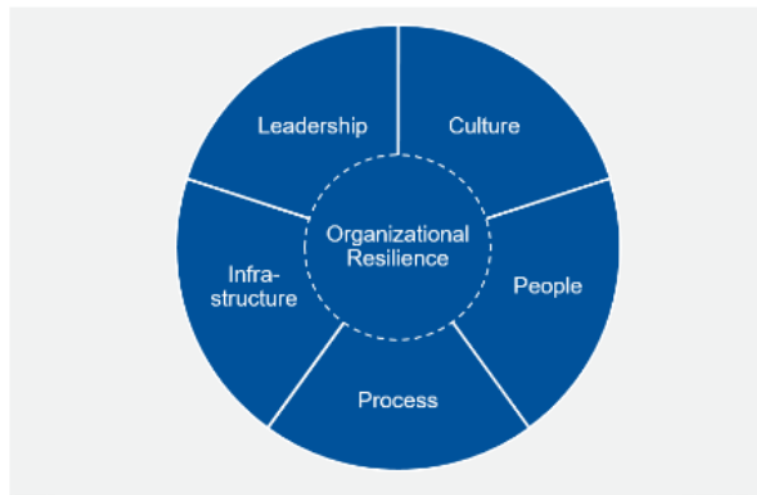 Leadership
Culture
Organizational
Resilience
Infra-
structure
People
Process